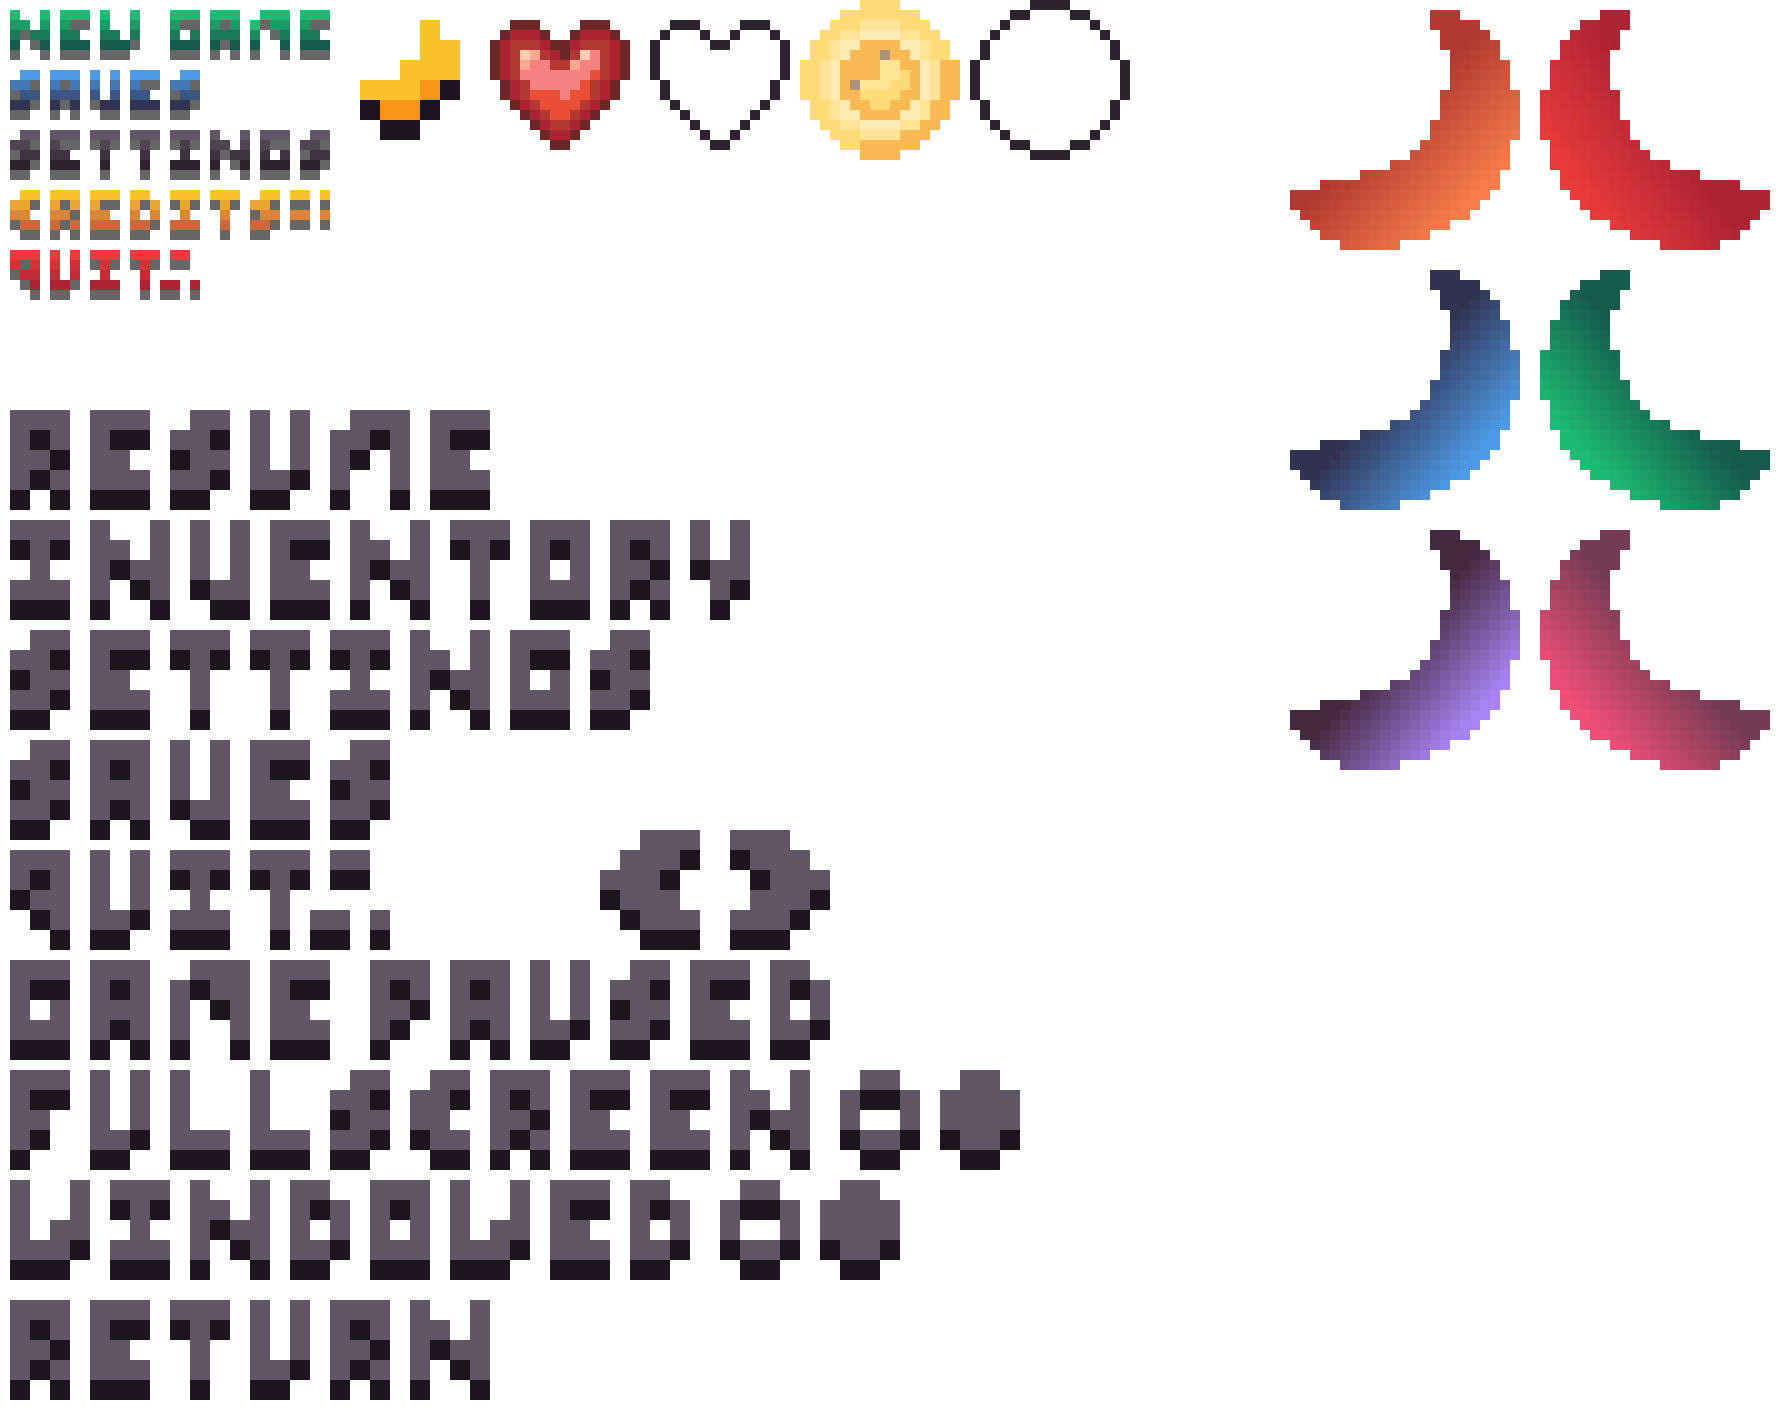 NEW GAME
SAVES
SETTINGS
CREDITS!
QUIT...
RESUME
INVENTORY
SETTINGS
SAVES
QUIT...
GAME PAUSED
FULLSCREEN
WINDOWED
RETURN